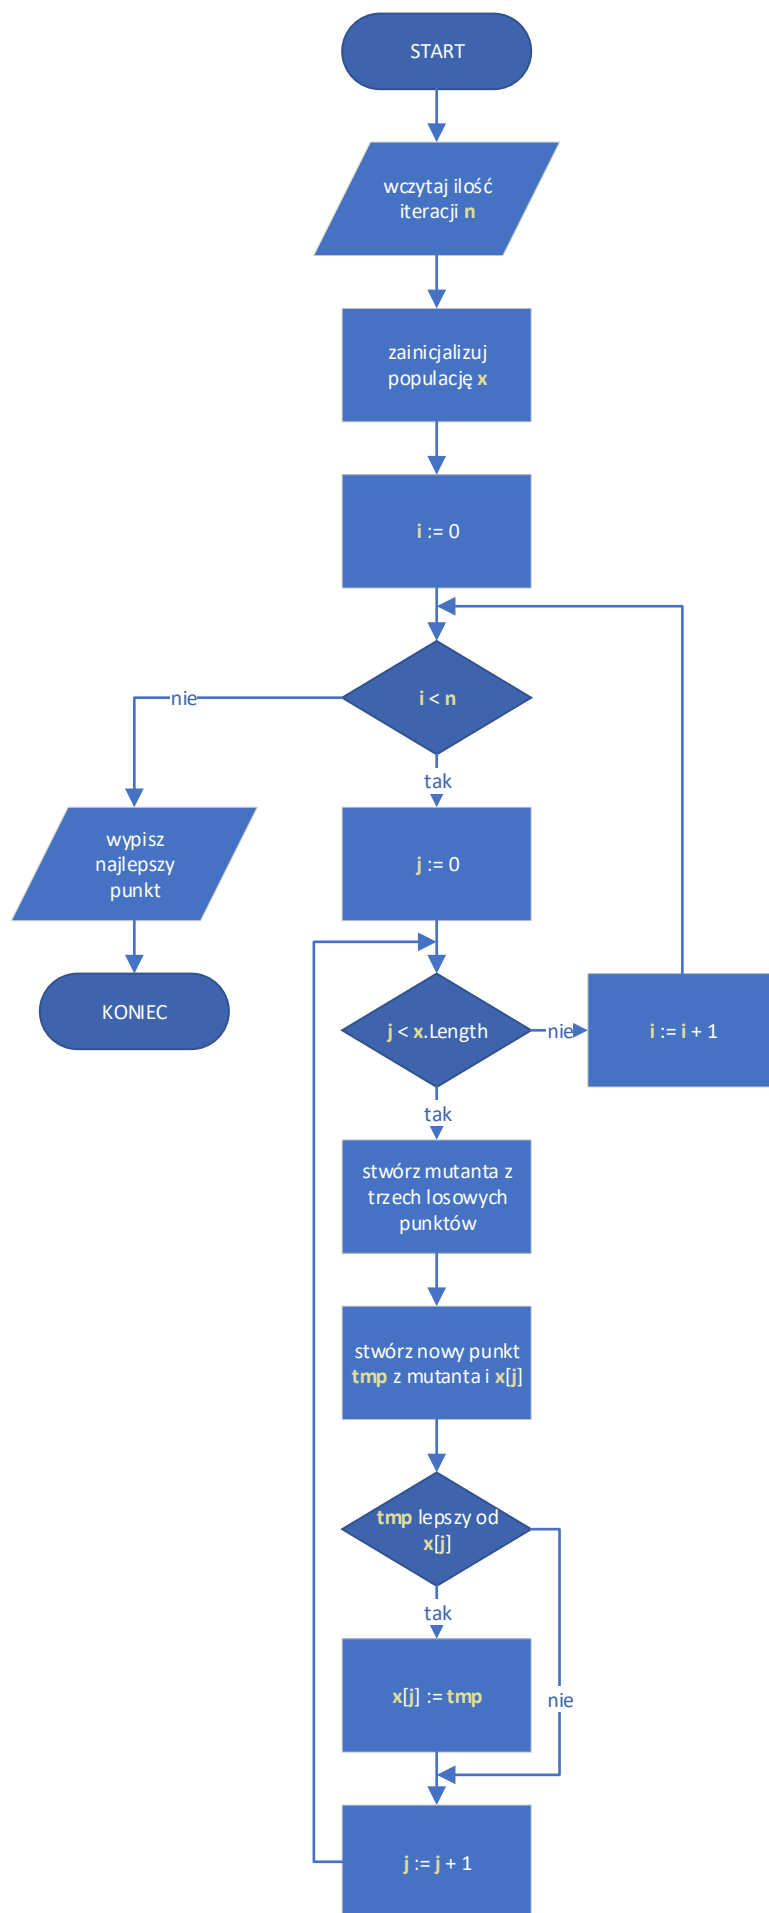 START
wczytaj ilość
iteracji n
zainicjalizuj
populację x
i := 0
i < n
nie
tak
wypisz
najlepszy
punkt
j := 0
KONIEC
j < x.Length
nie
i := i + 1
tak
stwórz mutanta z
trzech losowych
punktów
stwórz nowy punkt
tmp z mutanta i x[j]
tmp lepszy od
x[j]
tak
nie
x[j] := tmp
j := j + 1